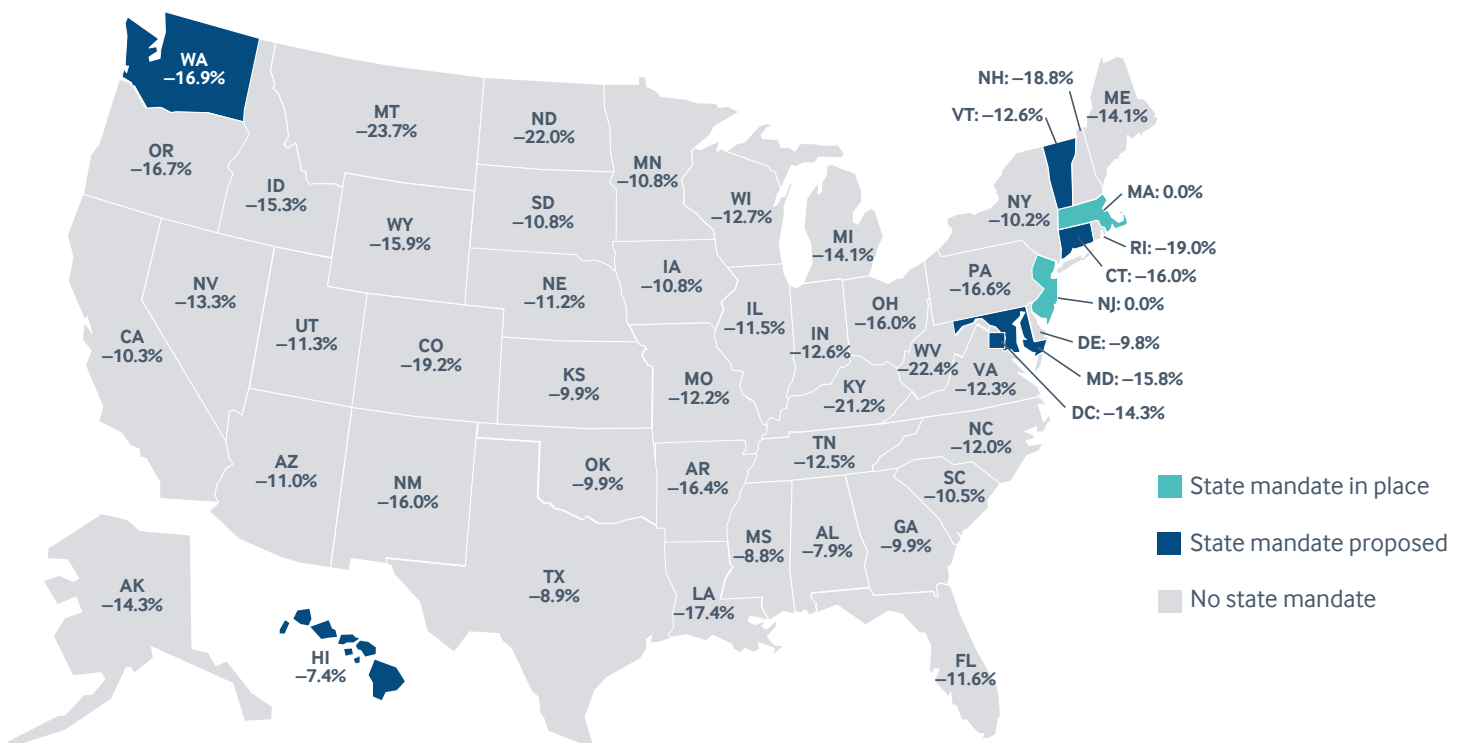 WA
–16.9%
MT
–23.7%
ND
–22.0%
MN
–10.8%
NH: –18.8%
VT: –12.6%
ME
–14.1%
OR
–16.7%
ID
–15.3%
WY
–15.9%
SD
–10.8%
WI
–12.7%
MI
–14.1%
NY
–10.2%
MA: 0.0%
RI: –19.0%
CT: –16.0%
NJ: 0.0%
NV
–13.3%
UT
–11.3%
CO
–19.2%
NE
–11.2%
IA
–10.8%
IL
–11.5%
IN
–12.6%
OH
–16.0%
PA
–16.6%
DE: –9.8%
MD: –15.8%
DC: –14.3%
CA
–10.3%
KS
–9.9%
MO
–12.2%
KY
–21.2%
WV
–22.4%
VA
–12.3%
AZ
–11.0%
NM
–16.0%
OK
–9.9%
AR
–16.4%
TN
–12.5%
NC
–12.0%
SC
–10.5%
MS
–8.8%
AL
–7.9%
GA
–9.9%
TX
–8.9%
LA
–17.4%
FL
–11.6%
AK
–14.3%
HI
–7.4%
State mandate in place
State mandate proposed
No state mandate